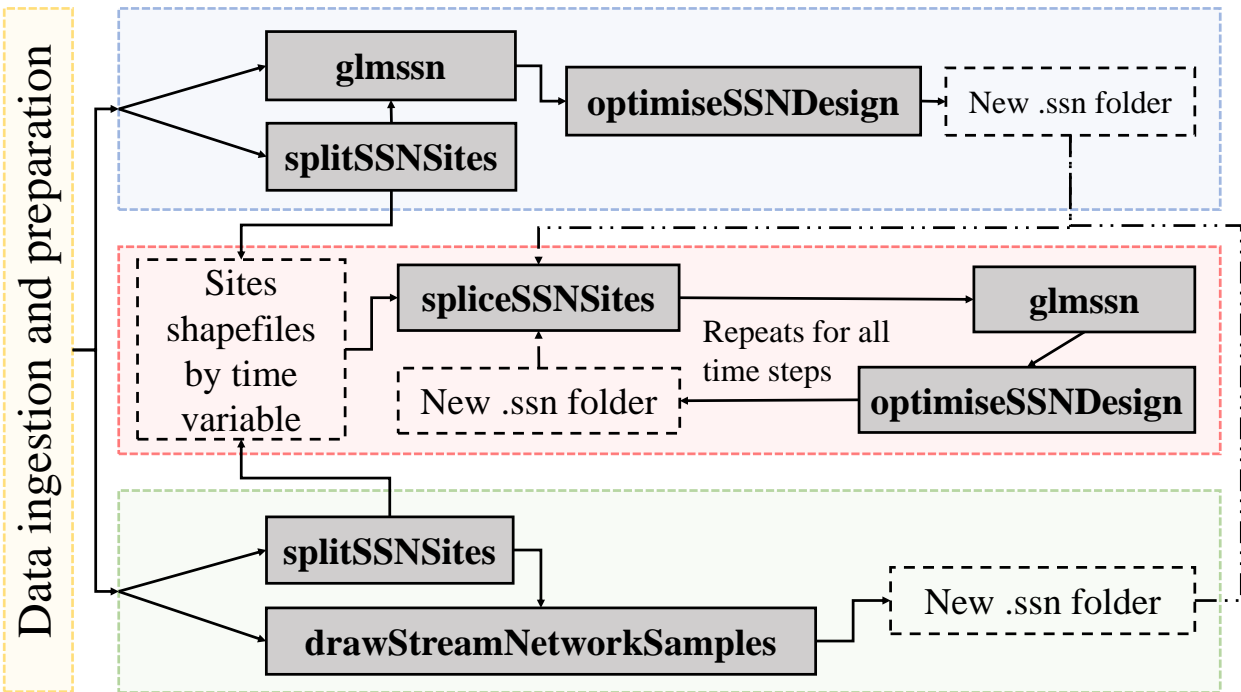 Data ingestion and preparation
glmssn
splitSSNSites
optimiseSSNDesign
New .ssn folder
Sites
shapefiles
by time
variable
spliceSSNSites
glmssn
Repeats for all
time steps
New .ssn folder
optimiseSSNDesign
splitSSNSites
drawStreamNetworkSamples
New .ssn folder